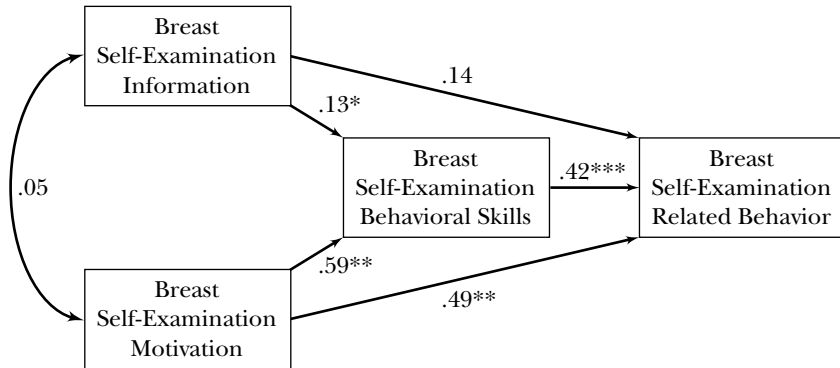 Breast
Self-Examination
Information
.14
.13*
Breast
Self-Examination
Behavioral Skills
.42***
Breast
Self-Examination
Related Behavior
.05
.59**
.49**
Breast
Self-Examination
Motivation